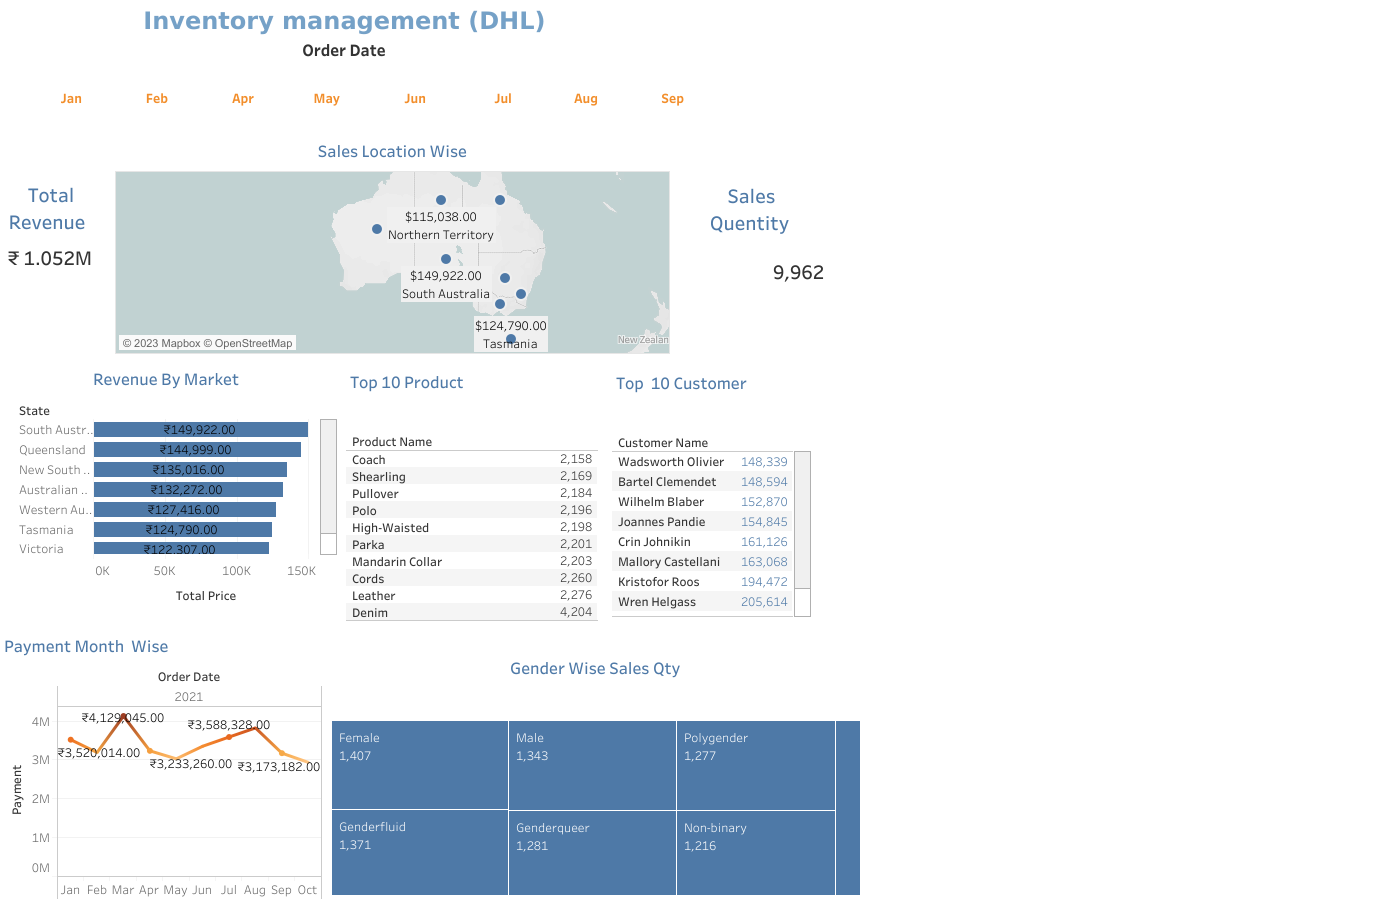 Inventory management (DHL)
Order Date
Jan Feb Apr May Jun Jul Aug Sep
Sales Location Wise
Total
Revenue
₹ 1.052M
$115,038.00
Northern Territory
$149,922.00
South Australia
$124,790.00
Tasmania
New Zealan
© 2023 Mapbox © OpenStreetMap
Sales
Quentity
9,962
Revenue By Market
State
South Austr.. ₹149,922.00
Queensland ₹144,999.00
New South .. ₹135,016.00
Australian .. ₹132,272.00
Western Au.. ₹127,416.00
Tasmania ₹124,790.00
Victoria ₹122,307.00
0K 50K 100K 150K
Total Price
Top 10 Product
Product Name
Coach 2,158
Shearling 2,169
Pullover 2,184
Polo 2,196
High-Waisted 2,198
Parka 2,201
Mandarin Collar 2,203
Cords 2,260
Leather 2,276
Denim 4,204
Top 10 Customer
Customer Name
Wadsworth Olivier 148,339
Bartel Clemendet 148,594
Wilhelm Blaber 152,870
Joannes Pandie 154,845
Crin Johnikin 161,126
Mallory Castellani 163,068
Kristofor Roos 194,472
Wren Helgass 205,614
Payment Month Wise
Order Date
2021
4M
3M
2M
1M
0M
Payment
₹4,129,045.00
₹3,588,328.00
₹3,520,014.00
₹3,233,260.00
₹3,173,182.00
Jan Feb Mar Apr May Jun Jul Aug Sep Oct
Gender Wise Sales Qty
Female
1,407
Male
1,343
Polygender
1,277
Genderfluid
1,371
Genderqueer
1,281
Non-binary
1,216